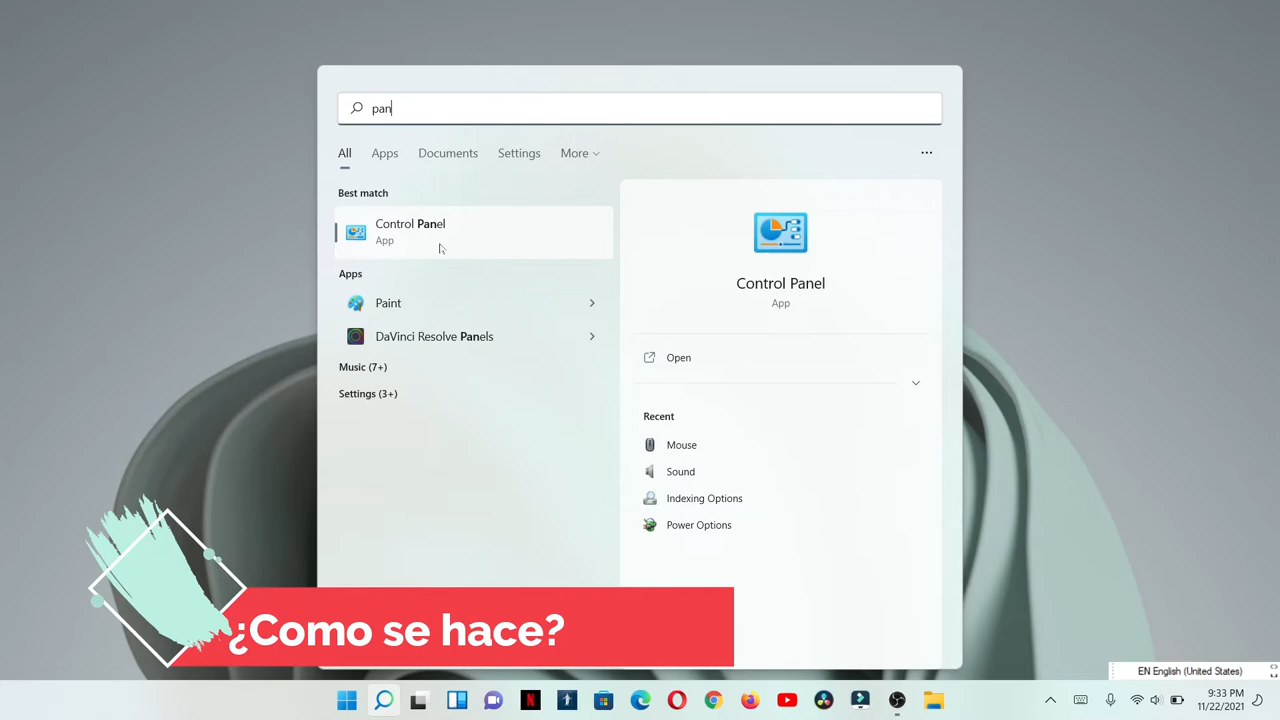 pan
All Apps Documents Settings More
Best match
Control Panel
App
Apps
Paint
DaVinci Resolve Panels
Music (7+)
Settings (3+)
Control Panel
App
Open
Recent
Mouse
Sound
Indexing Options
Power Options
¿Como se hace?
EN English (United States)
9:33 PM
11/22/2021